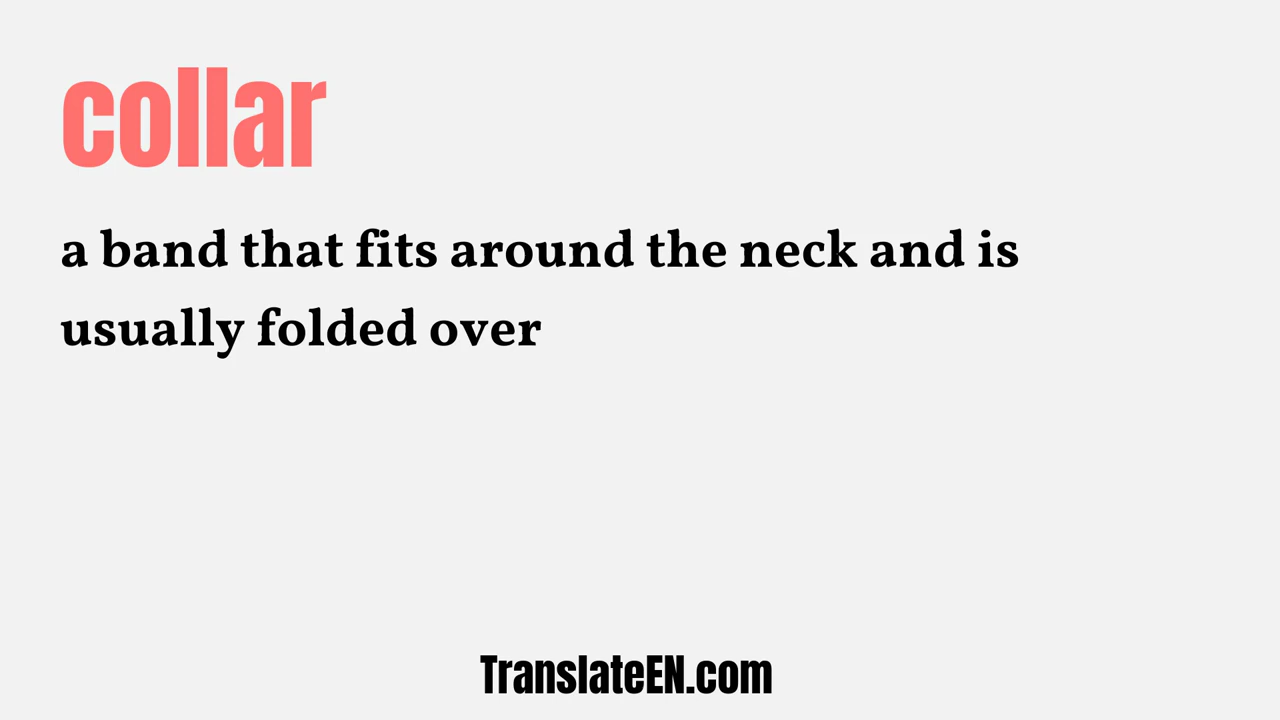 collar
a band that fits around the neck and is
usually folded over
TranslateEN.com